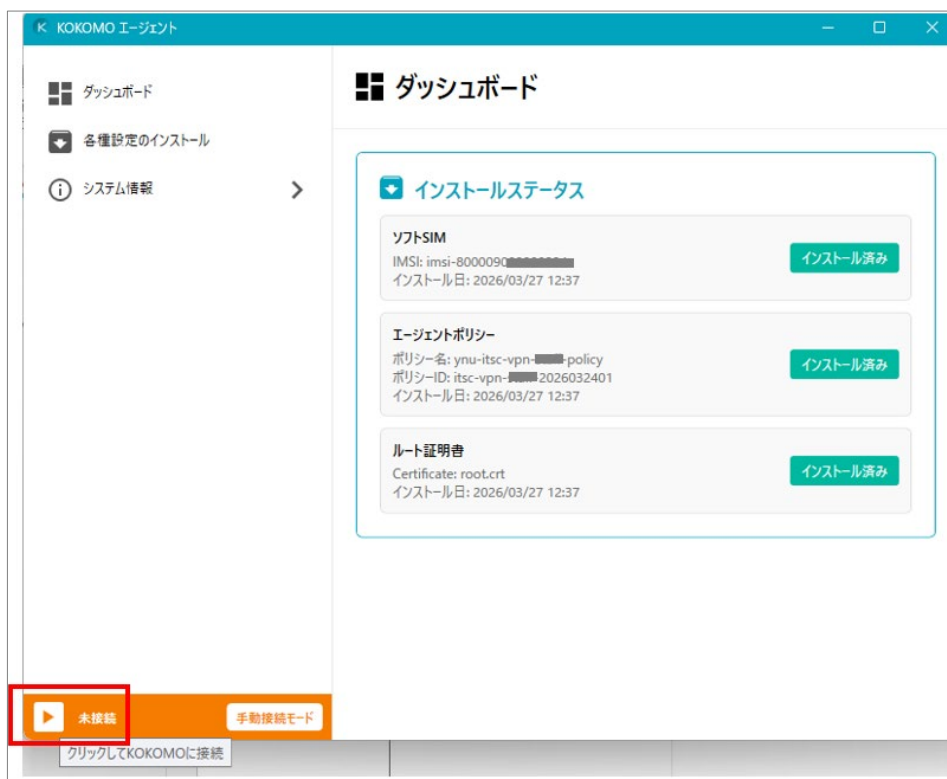 K KOKOMO エージェント
ダッシュボード
各種設定のインストール
システム情報
ダッシュボード
インストールステータス
ソフトSIM
IMSI: imsi-8000090
インストール日: 2026/03/27 12:37
インストール済み
エージェントポリシー
ポリシー名: ynu-itsc-vpn- -policy
ポリシーID: itsc-vpn- 2026032401
インストール日: 2026/03/27 12:37
インストール済み
ルート証明書
Certificate: root.crt
インストール日: 2026/03/27 12:37
インストール済み
未接続
手動接続モード
クリックしてKOKOMOに接続